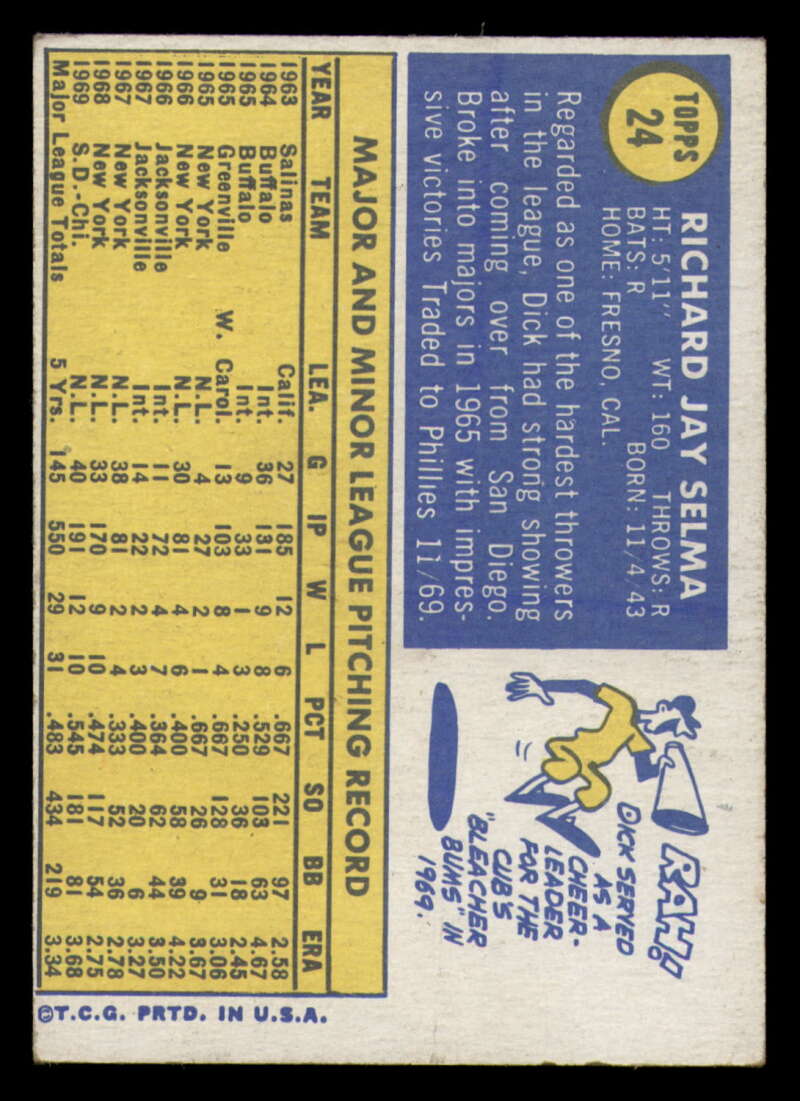 TOPPS
24
RICHARD JAY SELMA
HT: 5'11" WT: 160 THROWS: R
BATS: R BORN: 11/4/43
HOME: FRESNO, CAL.
Regarded as one of the hardest throwers
in the league, Dick had strong showing
after coming over from San Diego.
Broke into majors in 1965 with impres-
sive victories Traded to Phillies 11/69.
RAH!
DICK SERVED
AS A
CHEER-
LEADER
FOR THE
CUB'S
"BLEACHER
BUMS" IN
1969.
MAJOR AND MINOR LEAGUE PITCHING RECORD
YEAR TEAM LEA. G IP W L PCT SO BB ERA
1963 Salinas Calif. 27 185 12 6 .667 221 97 2.58
1964 Buffalo Int. 36 131 9 8 .529 103 63 4.67
1965 Buffalo Int. 9 33 1 3 .250 36 18 2.45
1965 Greenville W. Carol. 13 103 8 4 .667 128 31 3.06
1965 New York N.L. 4 27 2 1 .667 26 9 3.67
1966 New York N.L. 30 81 4 6 .400 58 39 4.22
1966 Jacksonville Int. 11 72 4 7 .364 62 44 3.50
1967 Jacksonville Int. 14 22 2 3 .400 20 6 3.27
1967 New York N.L. 38 81 2 4 .333 52 36 2.78
1968 New York N.L. 33 170 9 10 .474 117 54 2.75
1969 S.D.-Chi. N.L. 40 191 12 10 .545 181 81 3.68
Major League Totals 5 Yrs. 145 550 29 31 .483 434 219 3.34
©T.C.G. PRTD. IN U.S.A.